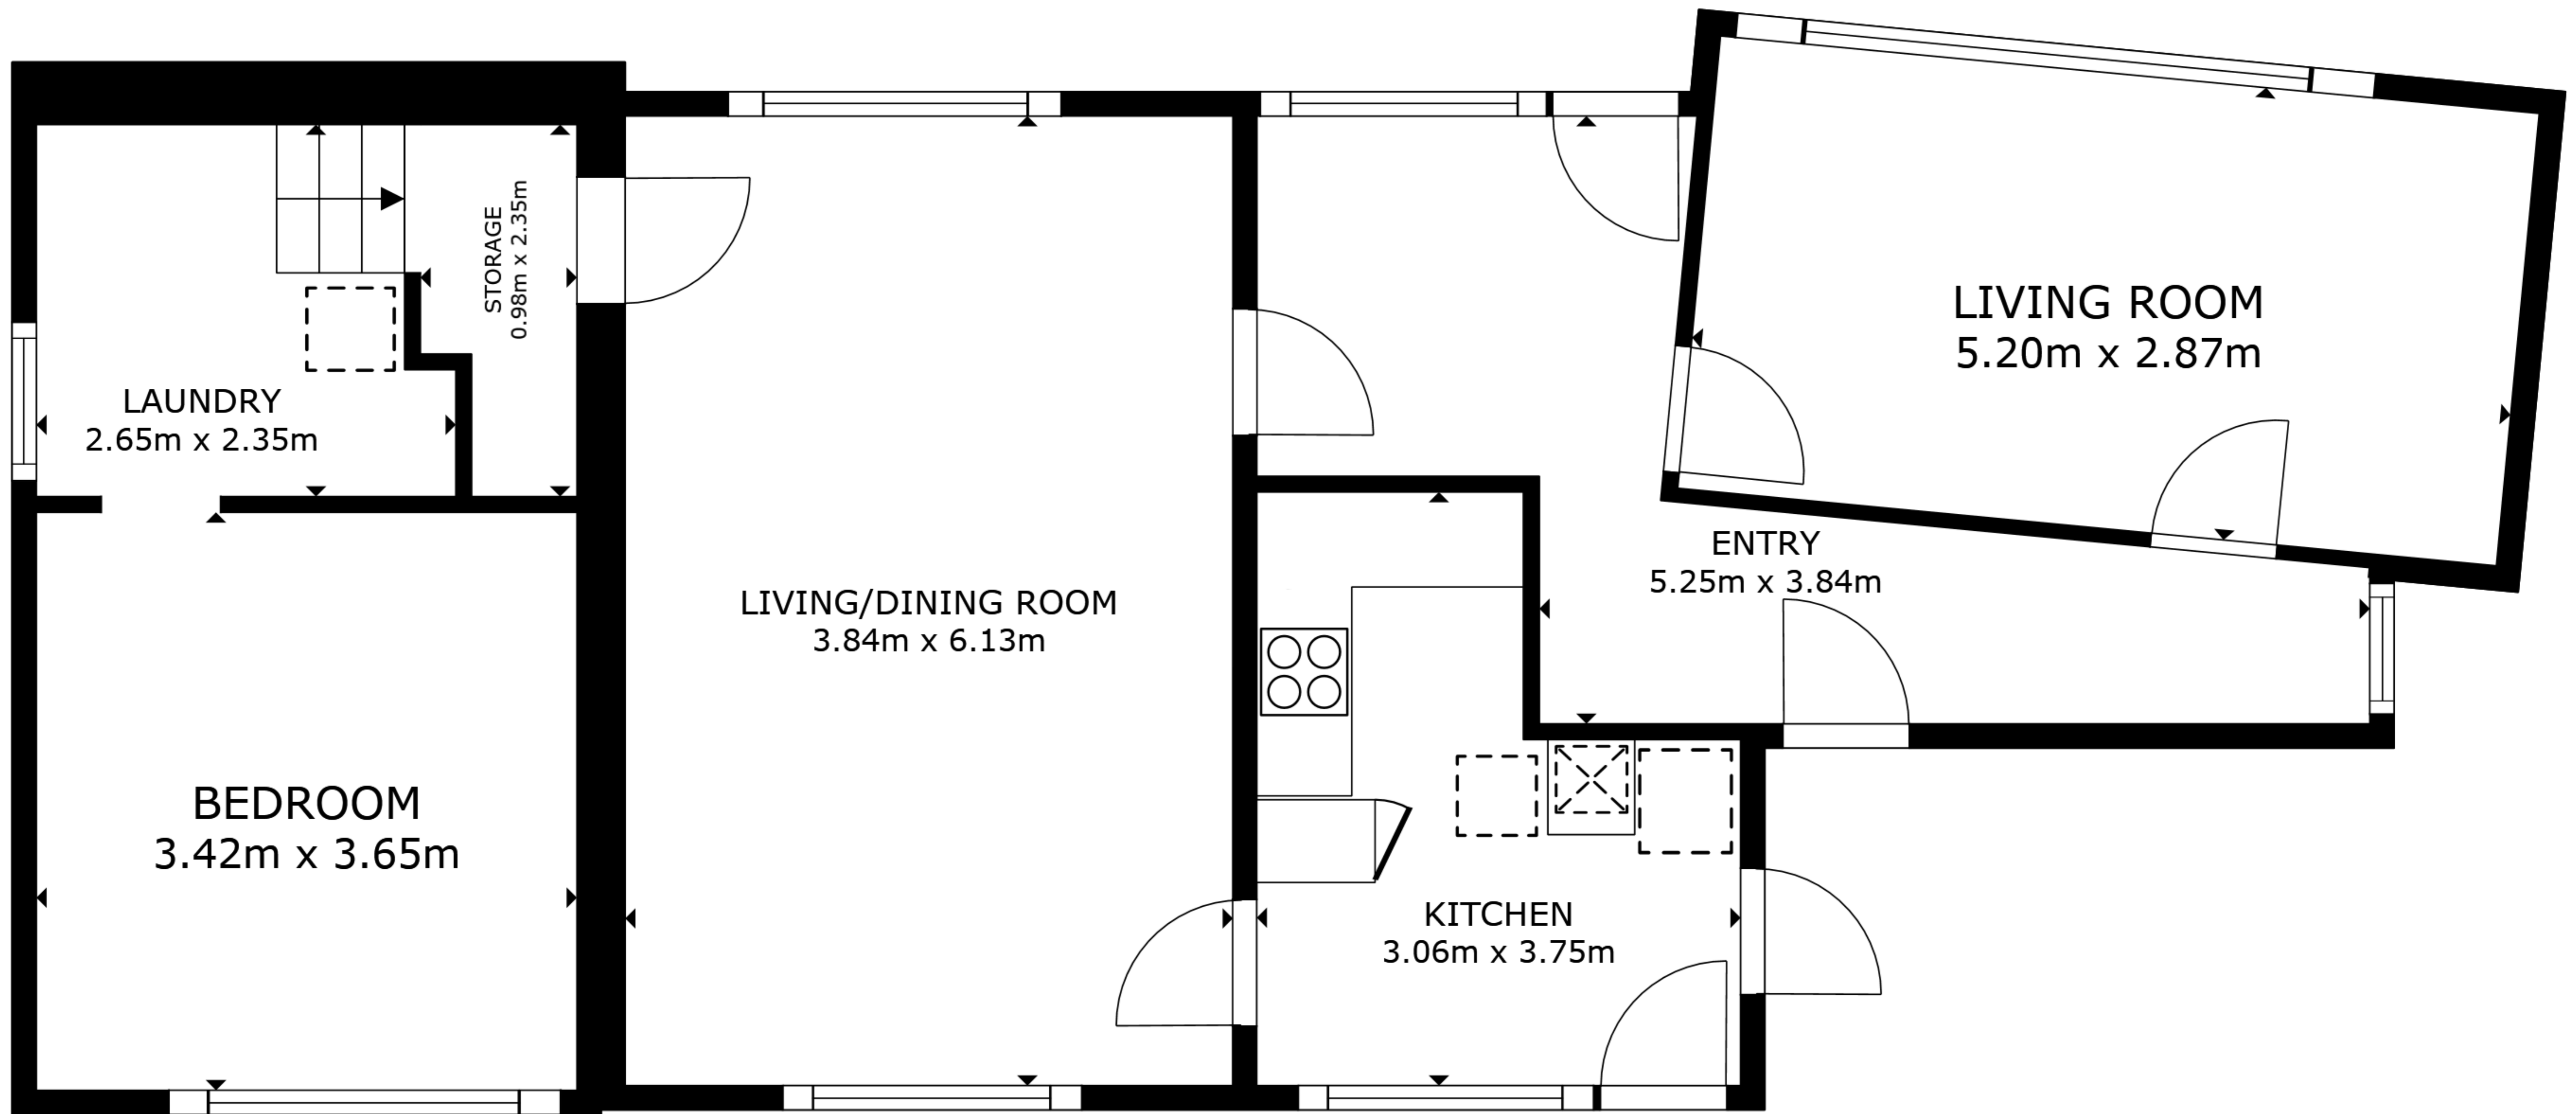 STORAGE
0.98m x 2.35m
LIVING ROOM
5.20m x 2.87m
LAUNDRY
2.65m x 2.35m
ENTRY
5.25m x 3.84m
LIVING/DINING ROOM
3.84m x 6.13m
BEDROOM
3.42m x 3.65m
KITCHEN
3.06m x 3.75m